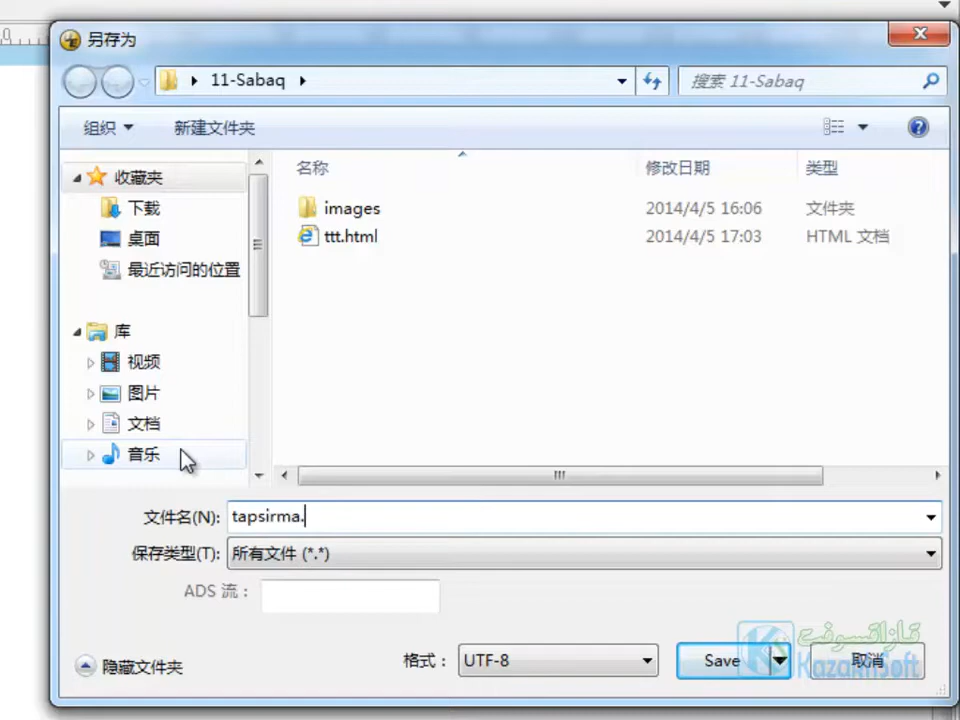 另存为
11-Sabaq
搜索 11-Sabaq
组织
新建文件夹
收藏夹
下载
桌面
最近访问的位置
库
视频
图片
文档
音乐
名称 修改日期 类型
images 2014/4/5 16:06 文件夹
ttt.html 2014/4/5 17:03 HTML 文档
文件名(N): tapsirma.
保存类型(T): 所有文件 (*.*)
ADS 流：
隐藏文件夹
格式： UTF-8
Save
取消
قازاقسوفت
KazakhSoft